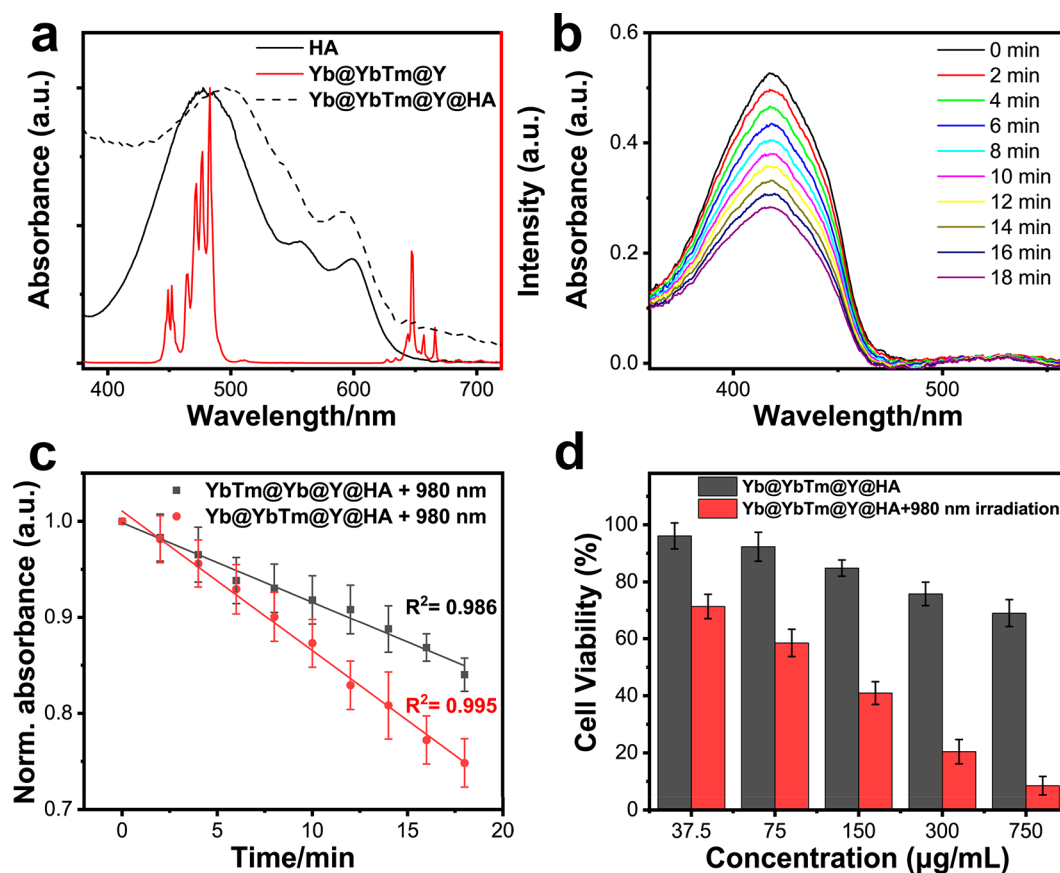 a
HA
Yb@YbTm@Y
Yb@YbTm@Y@HA
Absorbance (a.u.)
Intensity (a.u.)
400
500
600
700
Wavelength/nm
b
0 min
2 min
4 min
6 min
8 min
10 min
12 min
14 min
16 min
18 min
Absorbance (a.u.)
0.6
0.4
0.2
0.0
400
500
Wavelength/nm
c
YbTm@Yb@Y@HA + 980 nm
Yb@YbTm@Y@HA + 980 nm
R²= 0.986
R²= 0.995
Norm. absorbance (a.u.)
1.0
0.9
0.8
0.7
0
5
10
15
20
Time/min
d
Yb@YbTm@Y@HA
Yb@YbTm@Y@HA+980 nm irradiation
Cell Viability (%)
100
80
60
40
20
0
37.5
75
150
300
750
Concentration (μg/mL)